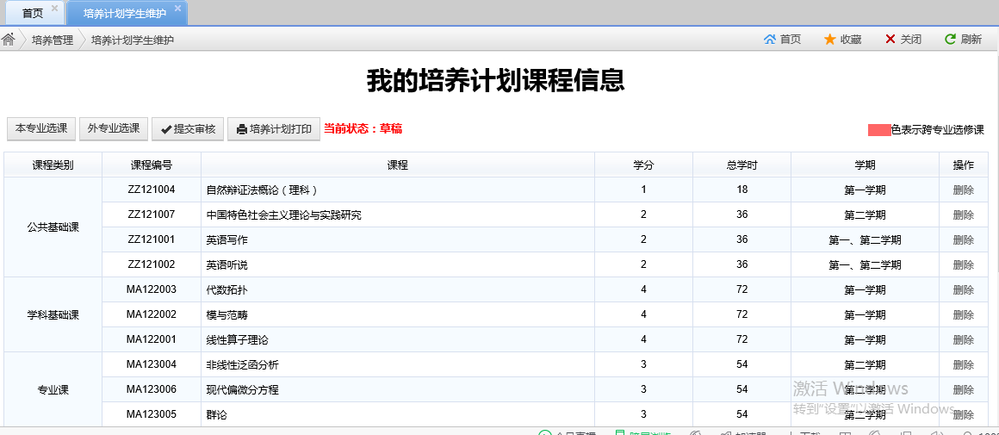 首页
培养计划学生维护
培养管理 培养计划学生维护 首页 收藏 关闭 刷新
我的培养计划课程信息
本专业选课 外专业选课 提交审核 培养计划打印 当前状态：草稿 色表示跨专业选修课
课程类别 课程编号 课程 学分 总学时 学期 操作
公共基础课
ZZ121004 自然辩证法概论（理科） 1 18 第一学期 删除
ZZ121007 中国特色社会主义理论与实践研究 2 36 第二学期 删除
ZZ121001 英语写作 2 36 第一、第二学期 删除
ZZ121002 英语听说 2 36 第一、第二学期 删除
学科基础课
MA122003 代数拓扑 4 72 第一学期 删除
MA122002 模与范畴 4 72 第一学期 删除
MA122001 线性算子理论 4 72 第一学期 删除
专业课
MA123004 非线性泛函分析 3 54 第二学期 删除
MA123006 现代偏微分方程 3 54 第二学期 删除
MA123005 群论 3 54 第二学期 删除
激活 Windows
转到"设置"以激活 Windows。